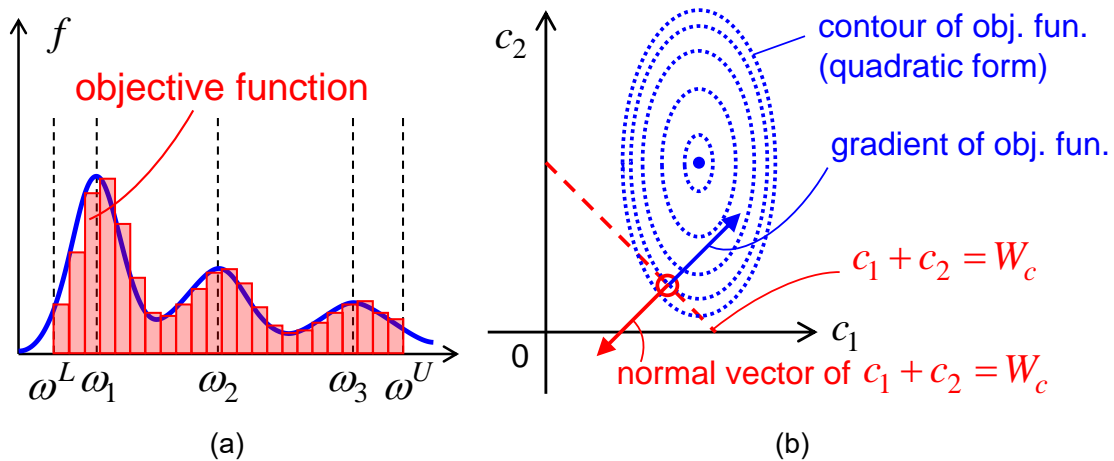 f
objective function
ω^L ω_1 ω_2 ω_3 ω^U
(a)
c_2
contour of obj. fun.
(quadratic form)
gradient of obj. fun.
c_1 + c_2 = W_c
0
c_1
normal vector of c_1 + c_2 = W_c
(b)